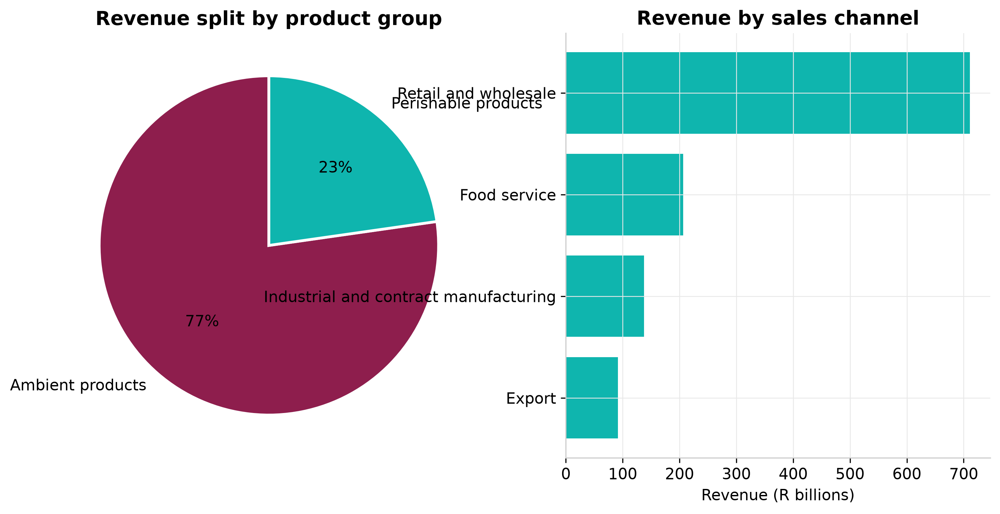 Revenue split by product group
Perishable products
23%
77%
Ambient products
Revenue by sales channel
Retail and wholesale
Food service
Industrial and contract manufacturing
Export
0 100 200 300 400 500 600 700
Revenue (R billions)